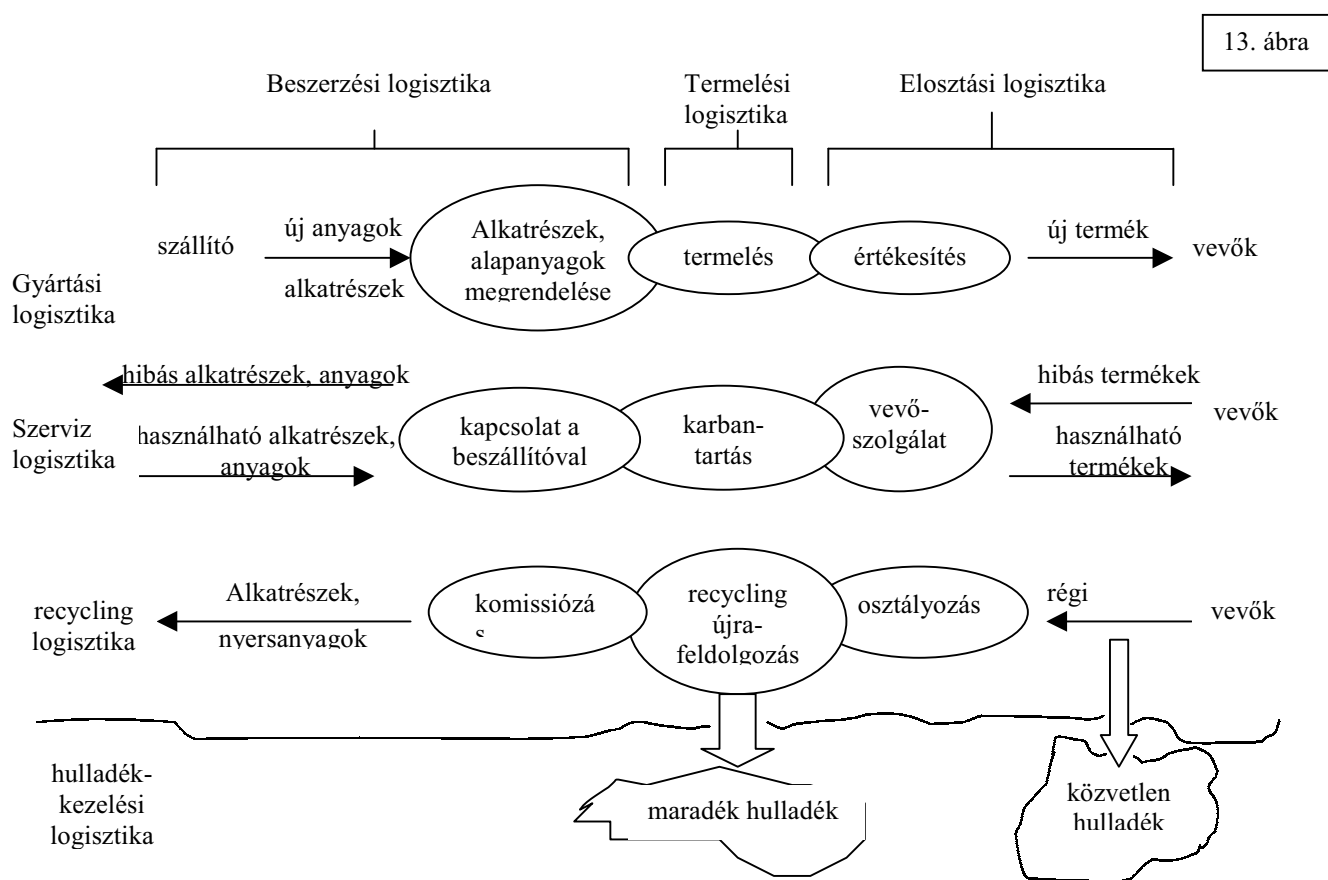 13. ábra
Beszerzési logisztika
Termelési
logisztika
Elosztási logisztika
Gyártási
logisztika
szállító
új anyagok
alkatrészek
Alkatrészek,
alapanyagok
megrendelése
termelés
értékesítés
új termék
vevők
Szerviz
logisztika
hibás alkatrészek, anyagok
használható alkatrészek,
anyagok
kapcsolat a
beszállítóval
karban-
tartás
vevő-
szolgálat
hibás termékek
használható
termékek
vevők
recycling
logisztika
Alkatrészek,
nyersanyagok
komissiózá
s
recycling
újra-
feldolgozás
osztályozás
régi
vevők
hulladék-
kezelési
logisztika
maradék hulladék
közvetlen
hulladék